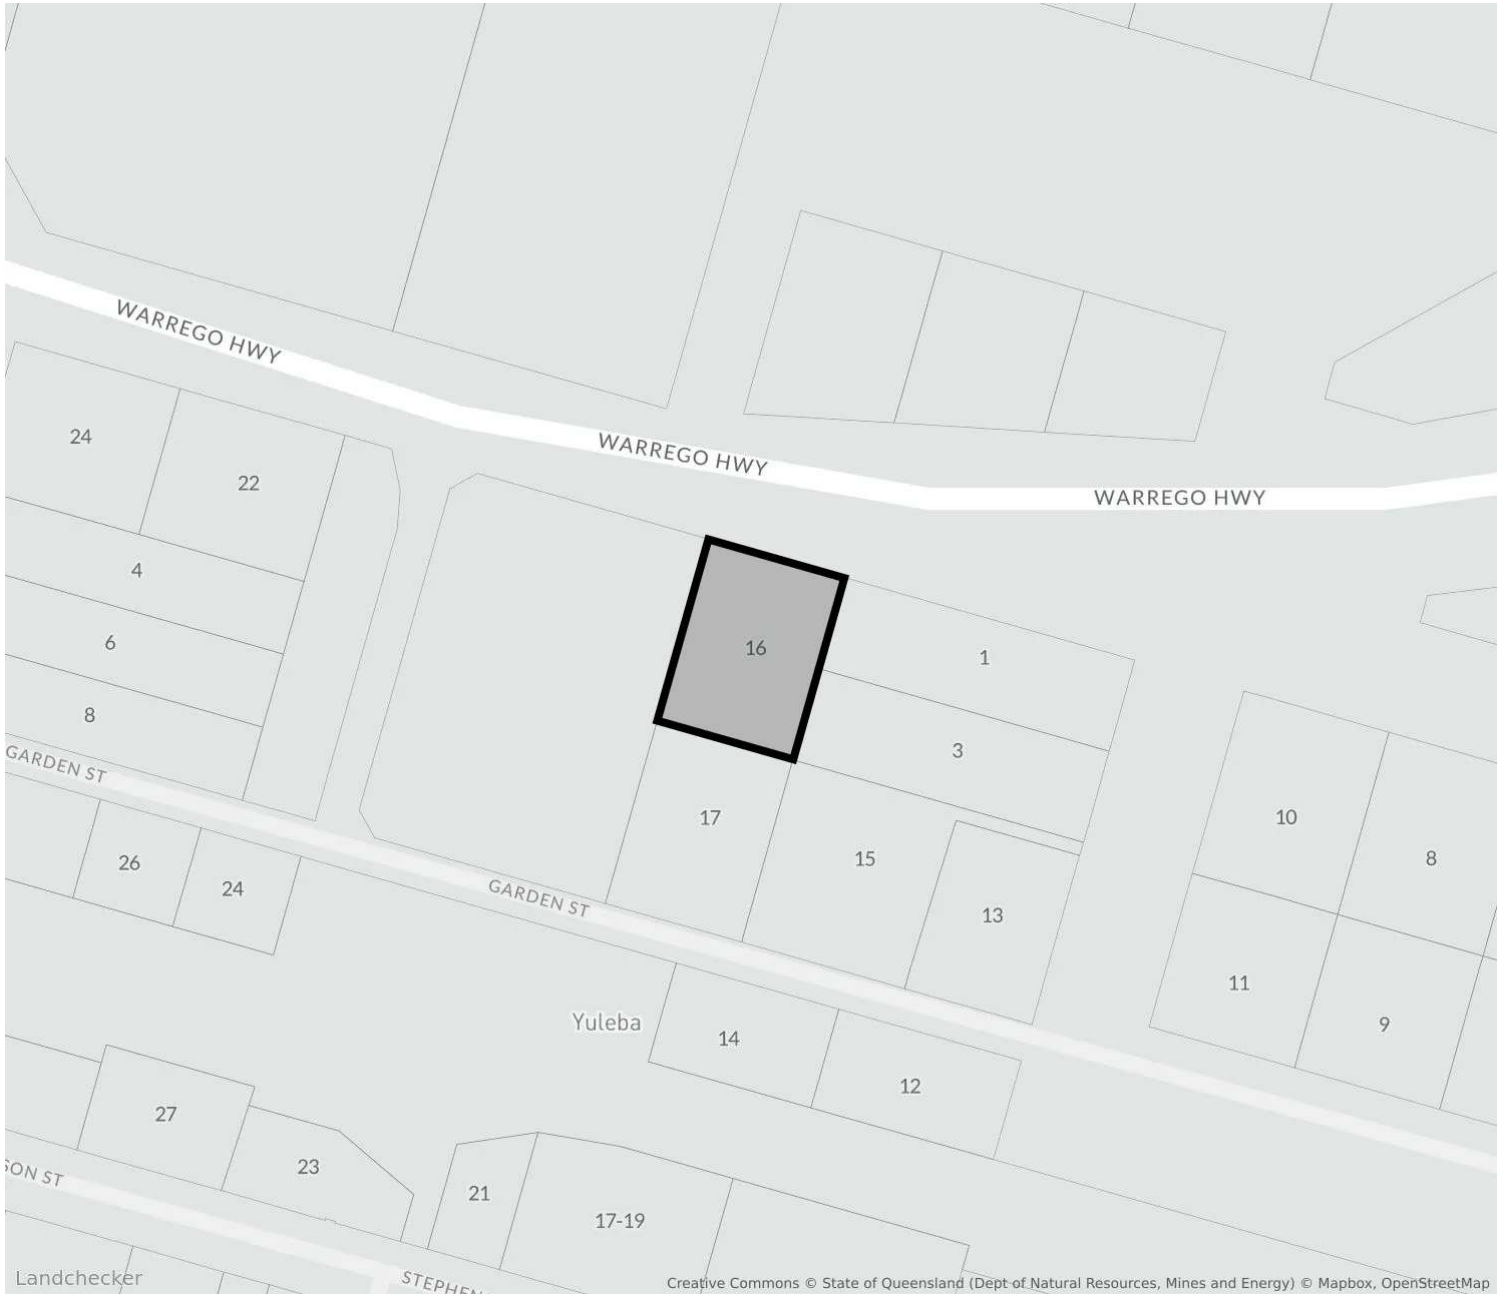 WARREGO HWY
24
WARREGO HWY
22
WARREGO HWY
4
6
16
1
8
3
GARDEN ST
17
10
15
8
26
24
GARDEN ST
13
11
Yuleba
14
9
12
27
23
SON ST
21
17-19
STEPHEN
Landchecker
Creative Commons © State of Queensland (Dept of Natural Resources, Mines and Energy) © Mapbox, OpenStreetMap